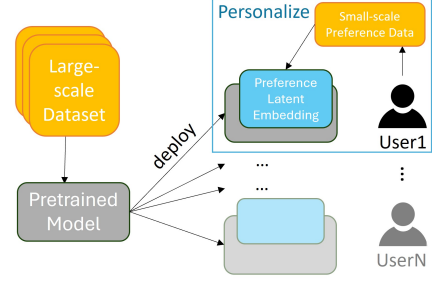 Personalize
Small-scale
Preference Data
Large-
scale
Dataset
Preference
Latent
Embedding
User1
deploy
...
...
...
Pretrained
Model
UserN